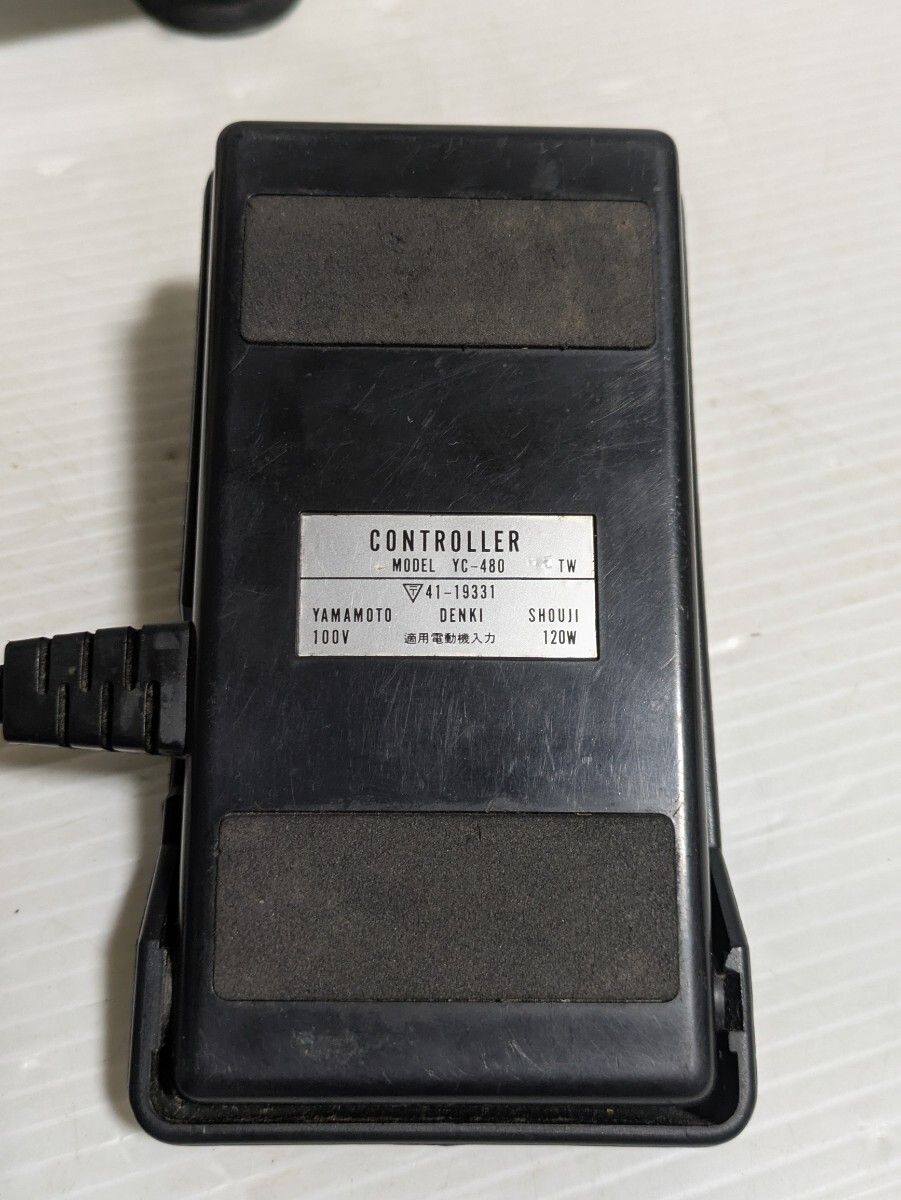 CONTROLLER
MODEL YC-480 TW
41-19331
YAMAMOTO DENKI SHOUJI
100V 適用電動機入力 120W